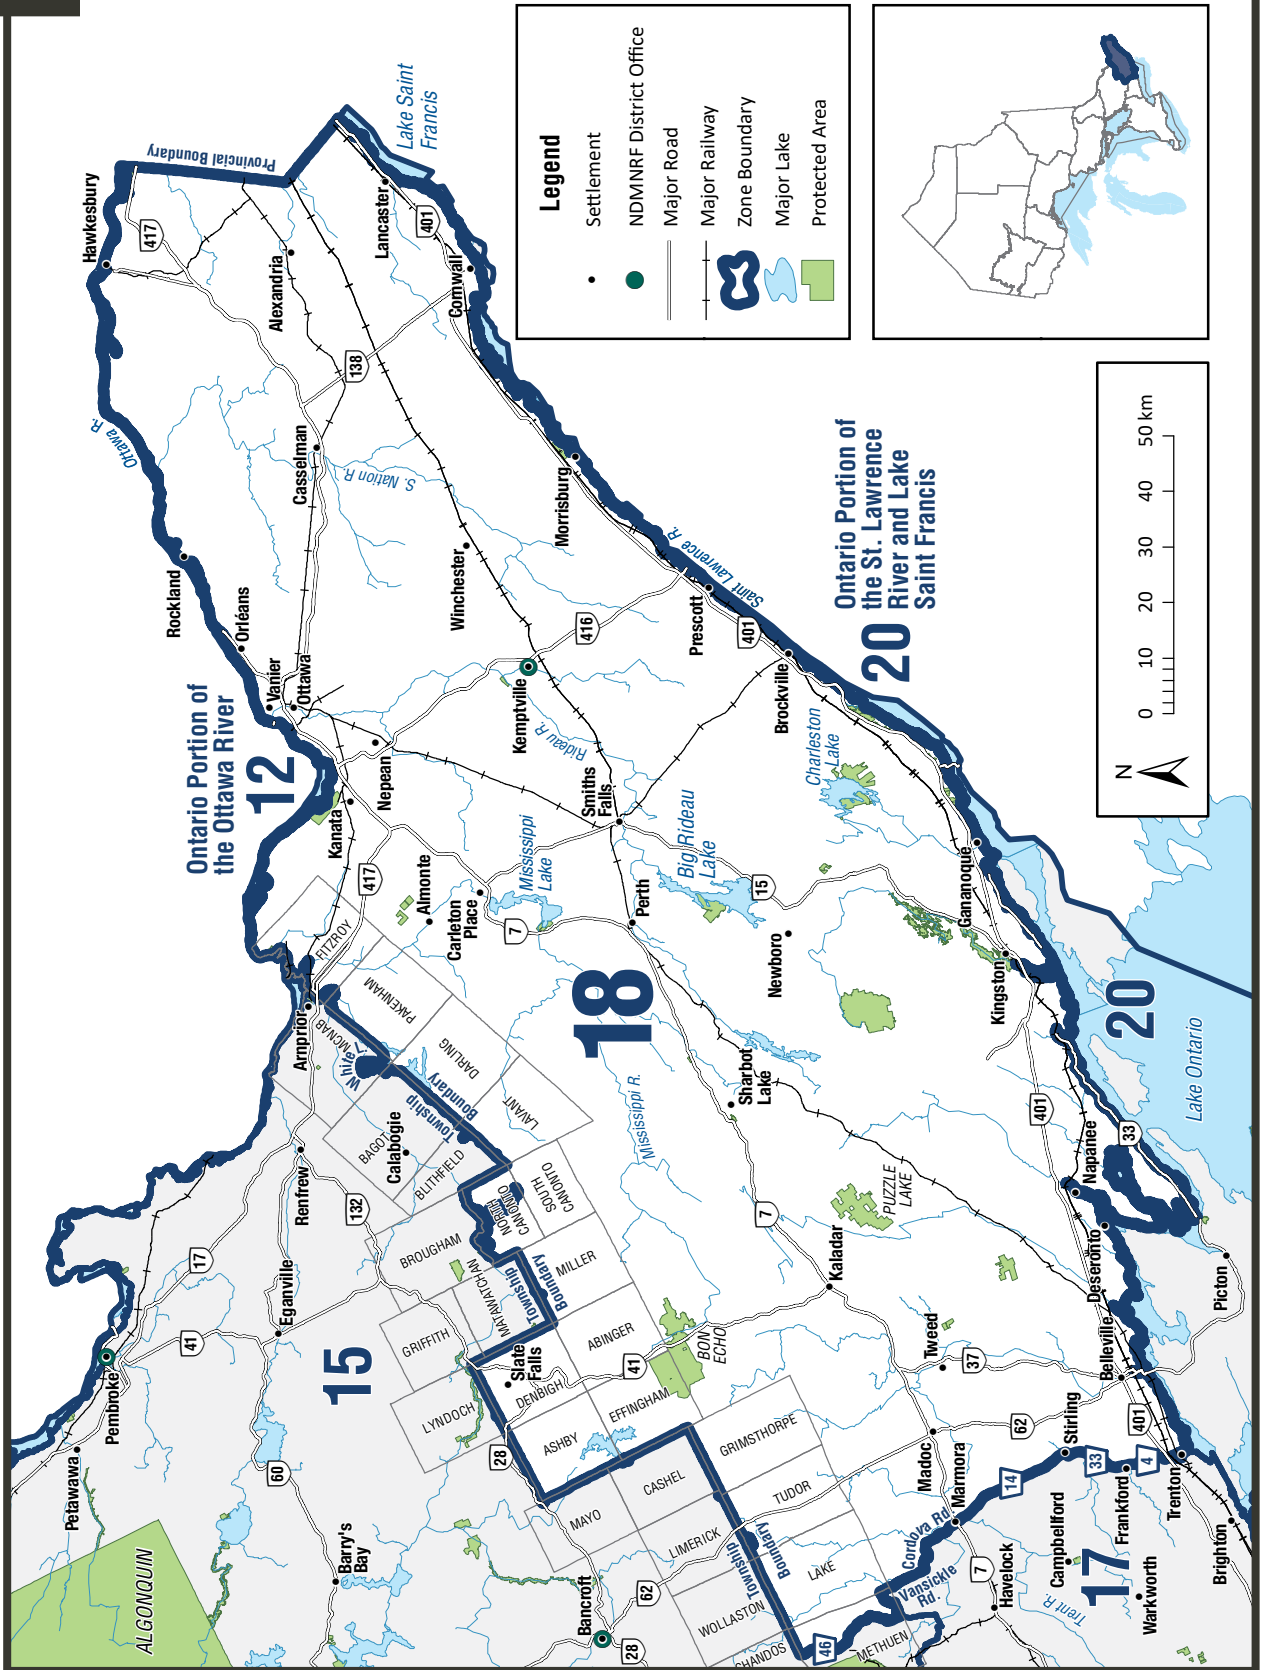 Hawkesbury
Provincial Boundary
417
Lake Saint
Francis
Lancaster
401
Alexandria
Cornwall
138
Ottawa R.
Casselman
S. Nation R.
Morrisburg
Winchester
Rockland
Orléans
Vanier
Ottawa
416
Prescott
Saint Lawrence R.
401
Kemptville
Rideau R.
Brockville
Ontario Portion of
the Ottawa River
12
Nepean
Kanata
Smiths
Falls
Charleston
Lake
Ontario Portion of
the St. Lawrence
River and Lake
Saint Francis
20
417
Almonte
Carleton
Place
Mississippi
Lake
7
Perth
Big Rideau
Lake
15
Newboro
Gananoque
Kingston
20
Lake Ontario
FITZROY
Arnprior
MCNAB
PAKENHAM
White L.
DARLING
LAVANT
Township
Boundary
BAGOT
Calabogie
BLITHFIELD
18
Mississippi R.
Sharbot
Lake
401
33
Napanee
Deseronto
Picton
Renfrew
132
17
NORTH
CANONTO
SOUTH
CANONTO
BROUGHAM
MATAWATCHAN
Township
Boundary
MILLER
7
PUZZLE
LAKE
Kaladar
Eganville
41
Pembroke
15
GRIFFITH
LYNDOCH
Slate
Falls
DENBIGH
ABINGER
41
BON
ECHO
EFFINGHAM
ASHBY
28
Tweed
37
Belleville
401
62
Stirling
33
4
Trenton
Frankford
Petawawa
60
Barry's
Bay
ALGONQUIN
MAYO
CASHEL
GRIMSTHORPE
TUDOR
LIMERICK
Township
Boundary
LAKE
WOLLASTON
CHANDOS
METHUEN
46
Bancroft
62
28
Madoc
Marmora
14
Cordova Rd.
Vansickle
Rd.
7
Havelock
Campbellford
Trent R.
17
Warkworth
Brighton
Legend
Settlement
NDMNRF District Office
Major Road
Major Railway
Zone Boundary
Major Lake
Protected Area
N
0 10 20 30 40 50 km